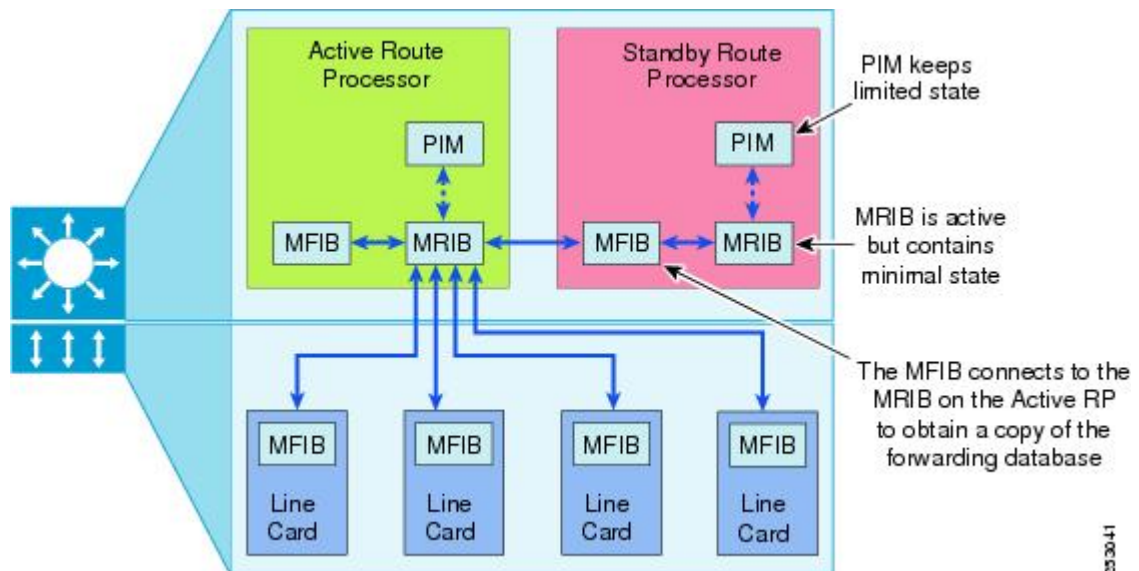 Active Route
Processor
Standby Route
Processor
PIM keeps
limited state
PIM
PIM
MFIB
MRIB
MFIB
MRIB
MRIB is active
but contains
minimal state
The MFIB connects to the
MRIB on the Active RP
to obtain a copy of the
forwarding database
MFIB
Line
Card
MFIB
Line
Card
MFIB
Line
Card
MFIB
Line
Card
253041